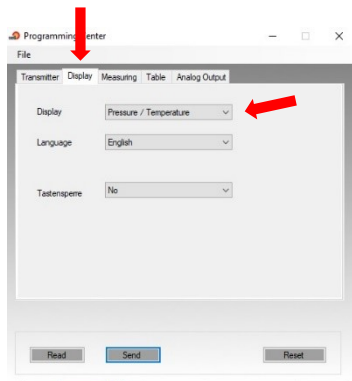 Programming Center
File
Transmitter Display Measuring Table Analog Output
Display Pressure / Temperature
Language English
Tastensperre No
Read Send Reset